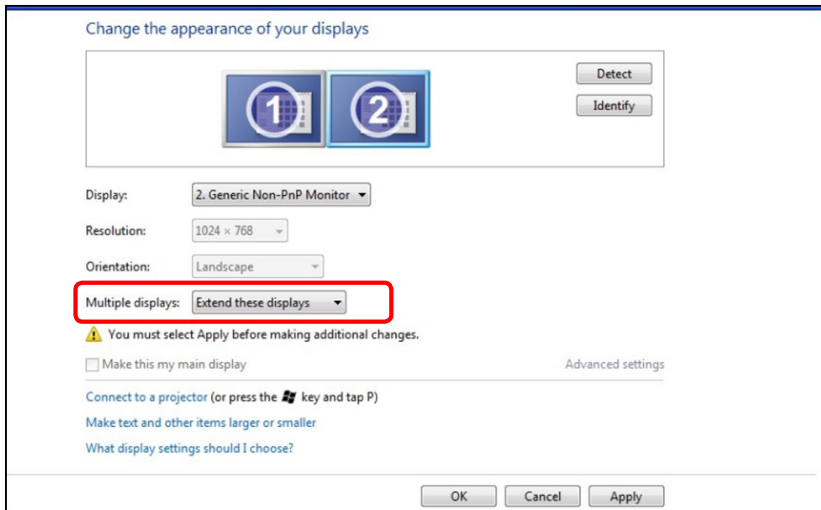 Change the appearance of your displays
1
2
Detect
Identify
Display:
2. Generic Non-PnP Monitor
Resolution:
1024 × 768
Orientation:
Landscape
Multiple displays:
Extend these displays
You must select Apply before making additional changes.
Make this my main display
Advanced settings
Connect to a projector (or press the key and tap P)
Make text and other items larger or smaller
What display settings should I choose?
OK
Cancel
Apply